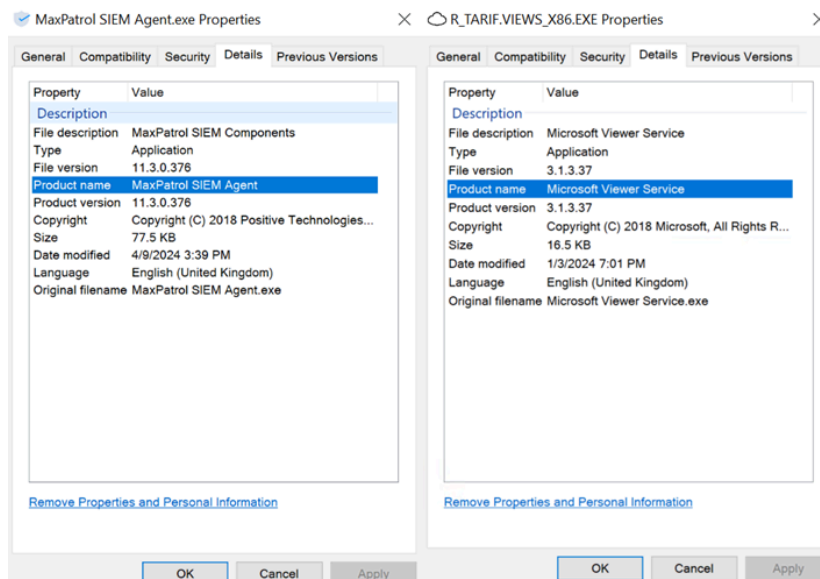 MaxPatrol SIEM Agent.exe Properties
General Compatibility Security Details Previous Versions
Property Value
Description
File description MaxPatrol SIEM Components
Type Application
File version 11.3.0.376
Product name MaxPatrol SIEM Agent
Product version 11.3.0.376
Copyright Copyright (C) 2018 Positive Technologies...
Size 77.5 KB
Date modified 4/9/2024 3:39 PM
Language English (United Kingdom)
Original filename MaxPatrol SIEM Agent.exe
Remove Properties and Personal Information
OK Cancel Apply
R_TARIF.VIEWS_X86.EXE Properties
General Compatibility Security Details Previous Versions
Property Value
Description
File description Microsoft Viewer Service
Type Application
File version 3.1.3.37
Product name Microsoft Viewer Service
Product version 3.1.3.37
Copyright Copyright (C) 2018 Microsoft, All Rights R...
Size 16.5 KB
Date modified 1/3/2024 7:01 PM
Language English (United Kingdom)
Original filename Microsoft Viewer Service.exe
Remove Properties and Personal Information
OK Cancel Apply